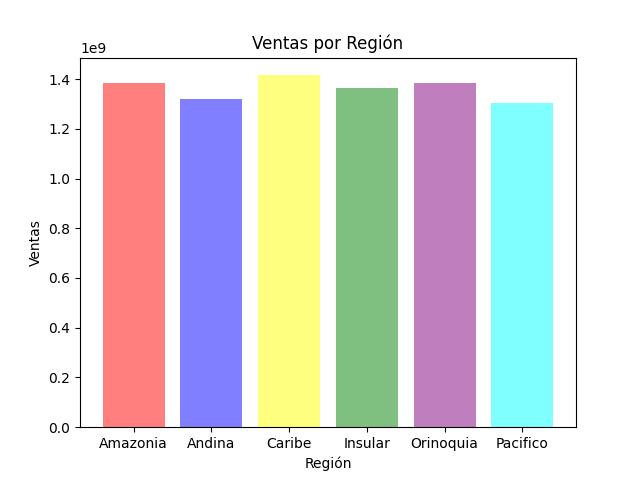 Ventas por Región
1e9
1.4
1.2
1.0
0.8
0.6
0.4
0.2
0.0
Ventas
Amazonia Andina Caribe Insular Orinoquia Pacifico
Región